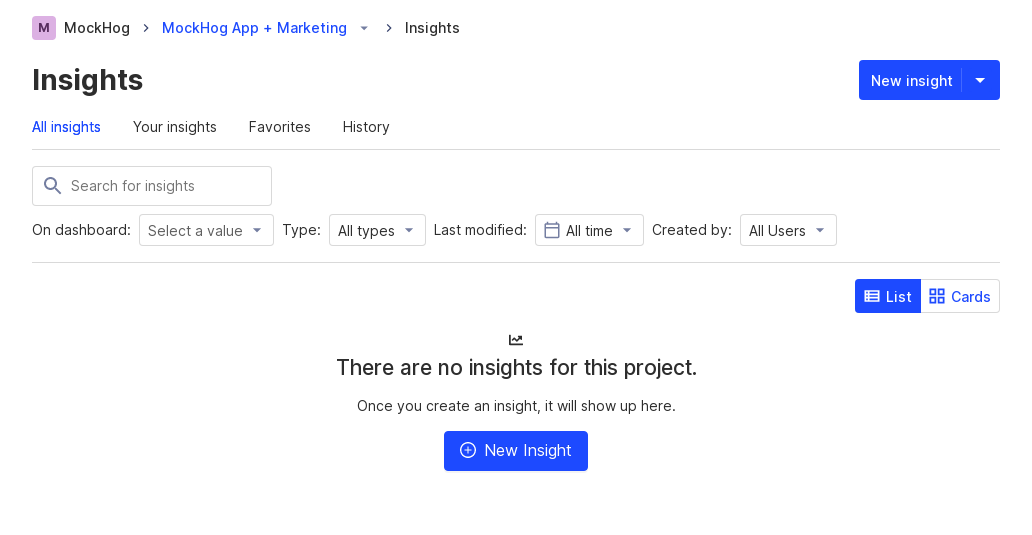 M MockHog MockHog App + Marketing Insights
Insights
New insight
All insights Your insights Favorites History
Search for insights
On dashboard: Select a value Type: All types Last modified: All time Created by: All Users
List Cards
There are no insights for this project.
Once you create an insight, it will show up here.
New Insight